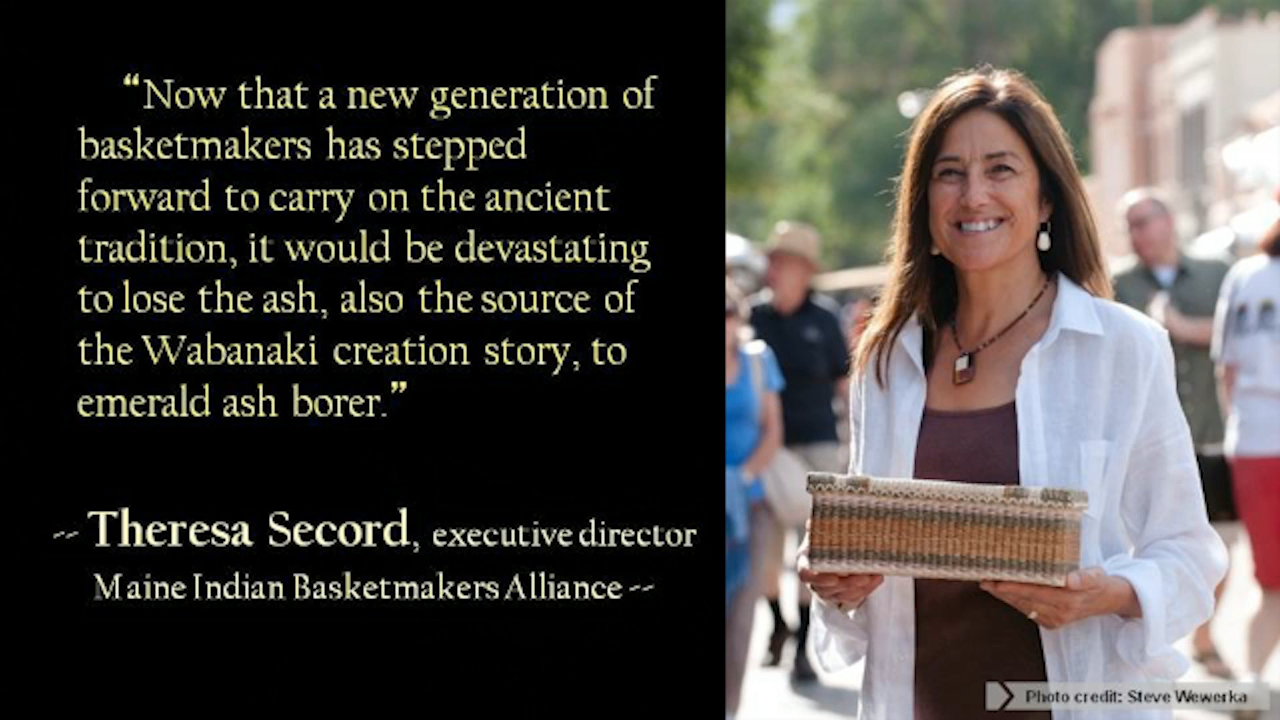 “Now that a new generation of
basketmakers has stepped
forward to carry on the ancient
tradition, it would be devastating
to lose the ash, also the source of
the Wabanaki creation story, to
emerald ash borer.”
-- Theresa Secord, executive director
Maine Indian Basketmakers Alliance --
Photo credit: Steve Wewerka